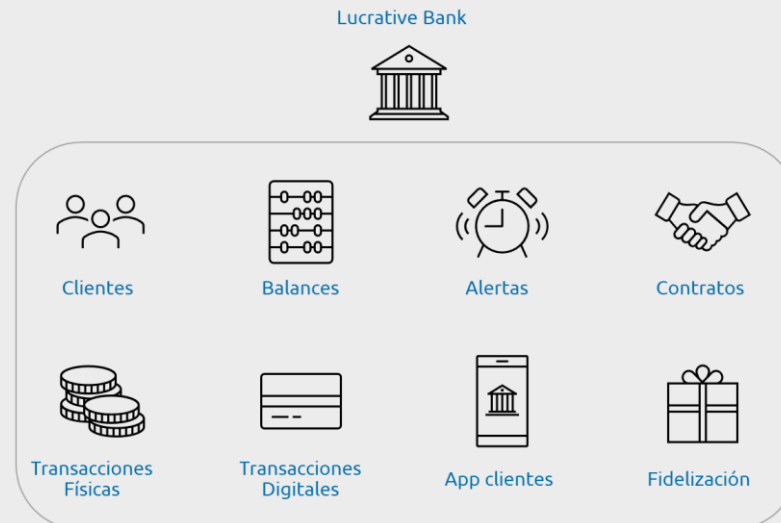 Lucrative Bank
Clientes
Balances
Alertas
Contratos
Transacciones
Físicas
Transacciones
Digitales
App clientes
Fidelización